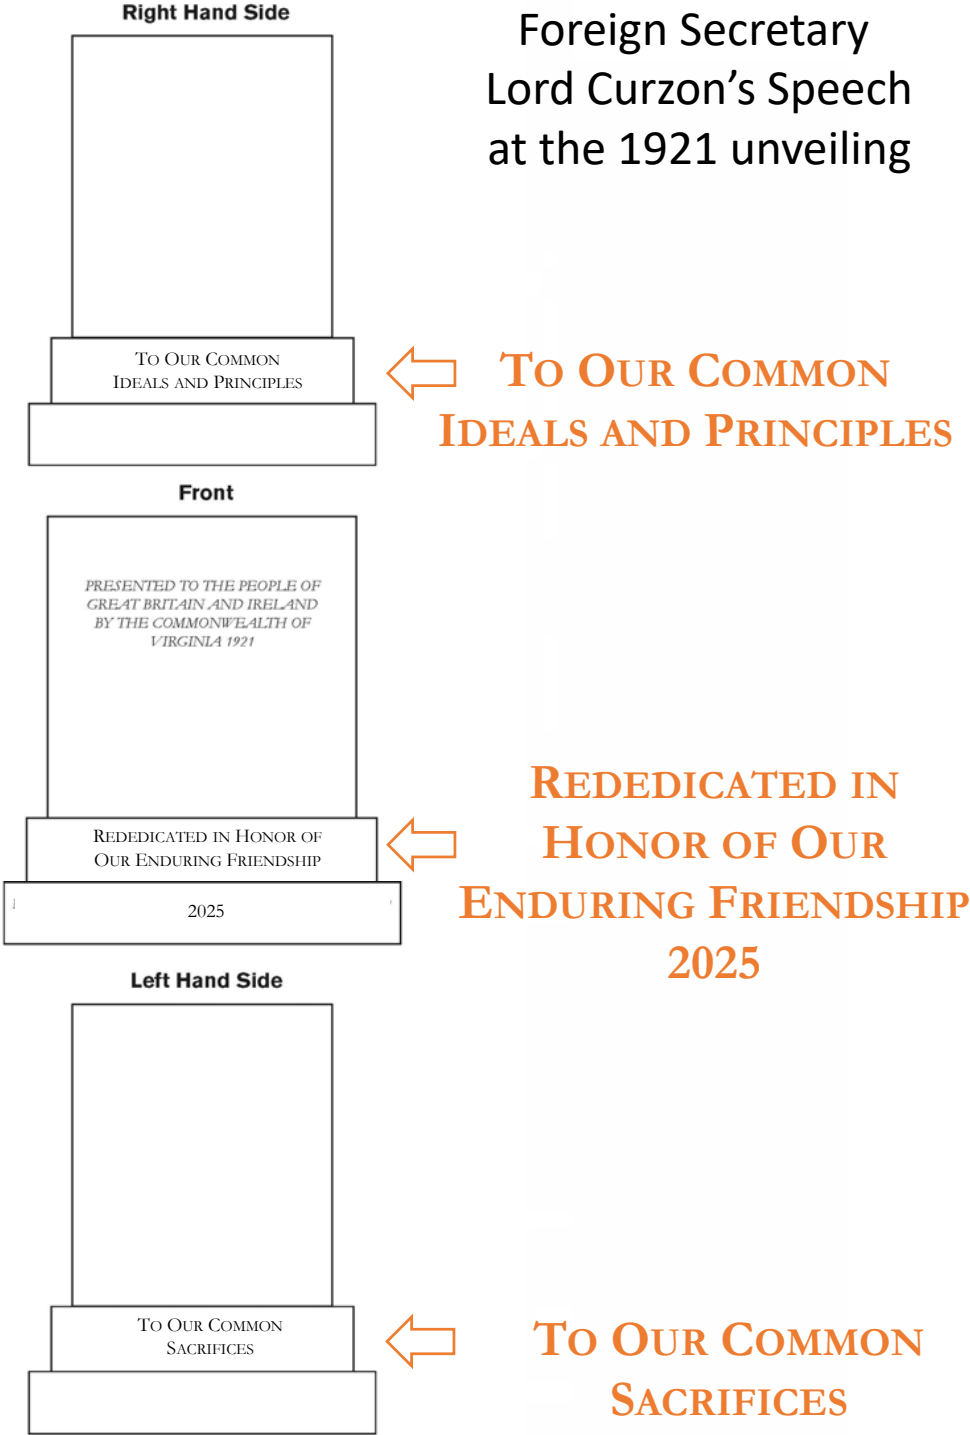 Right Hand Side
Foreign Secretary
Lord Curzon’s Speech
at the 1921 unveiling
To Our Common
Ideals and Principles
To Our Common
Ideals and Principles
Front
PRESENTED TO THE PEOPLE OF
GREAT BRITAIN AND IRELAND
BY THE COMMONWEALTH OF
VIRGINIA 1921
Rededicated in Honor of
Our Enduring Friendship
2025
Rededicated in
Honor of Our
Enduring Friendship
2025
Left Hand Side
To Our Common
Sacrifices
To Our Common
Sacrifices